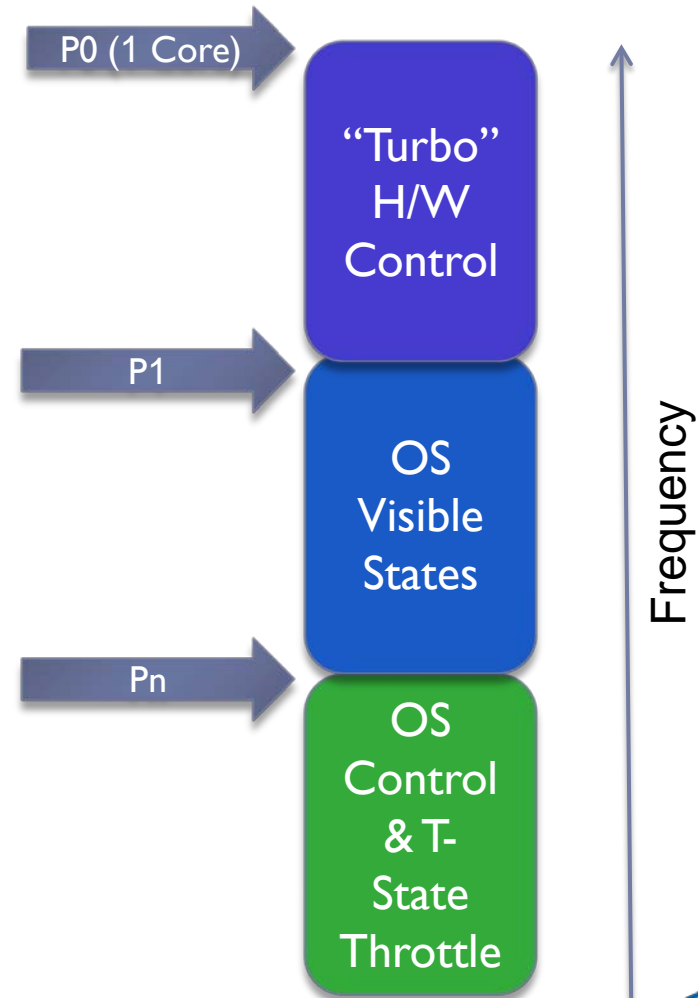 P0 (1 Core)
“Turbo”
H/W
Control
P1
OS
Visible
States
Frequency
Pn
OS
Control
& T-
State
Throttle